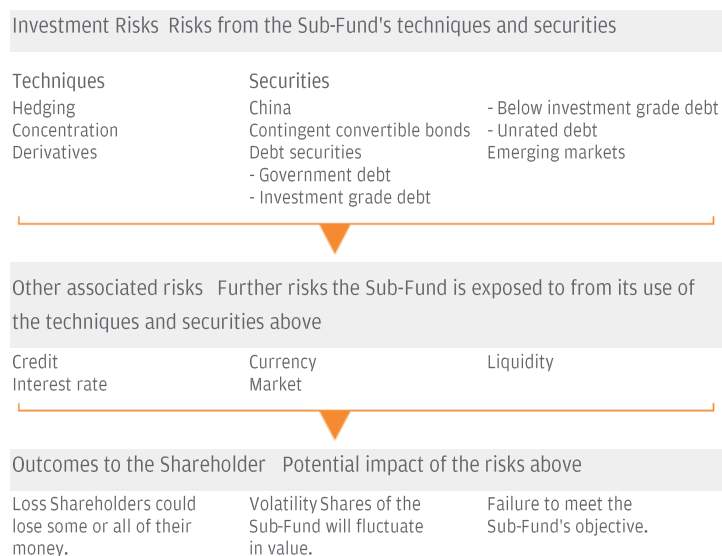 Investment Risks Risks from the Sub-Fund's techniques and securities
Techniques
Hedging
Concentration
Derivatives
Securities
China
Contingent convertible bonds
Debt securities
- Government debt
- Investment grade debt
- Below investment grade debt
- Unrated debt
Emerging markets
Other associated risks Further risks the Sub-Fund is exposed to from its use of
the techniques and securities above
Credit
Interest rate
Currency
Market
Liquidity
Outcomes to the Shareholder Potential impact of the risks above
Loss Shareholders could
lose some or all of their
money.
Volatility Shares of the
Sub-Fund will fluctuate
in value.
Failure to meet the
Sub-Fund's objective.